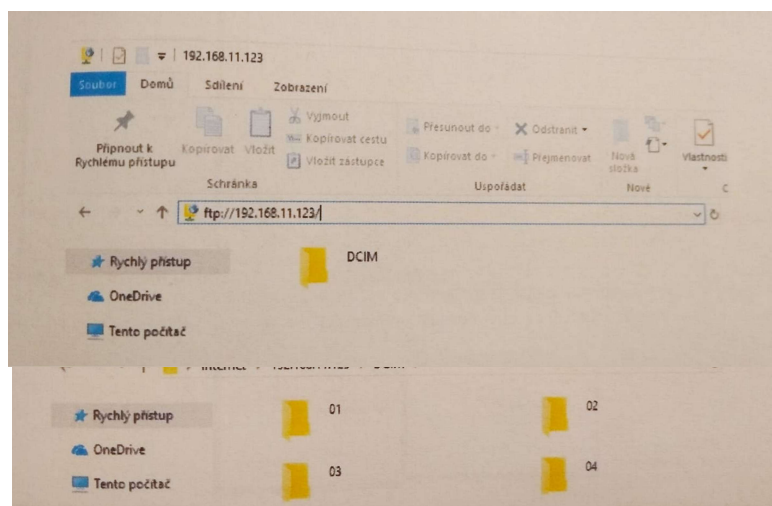 192.168.11.123
Soubor Domů Sdílení Zobrazení
Připnout k Rychlému přístupu
Kopírovat
Vložit
Vyjmout
Kopírovat cestu
Vložit zástupce
Schránka
Přesunout do
Kopírovat do
Odstranit
Přejmenovat
Uspořádat
Nová složka
Nové
Vlastnosti
ftp://192.168.11.123/
Rychlý přístup
OneDrive
Tento počítač
DCIM
Rychlý přístup
OneDrive
Tento počítač
01
02
03
04